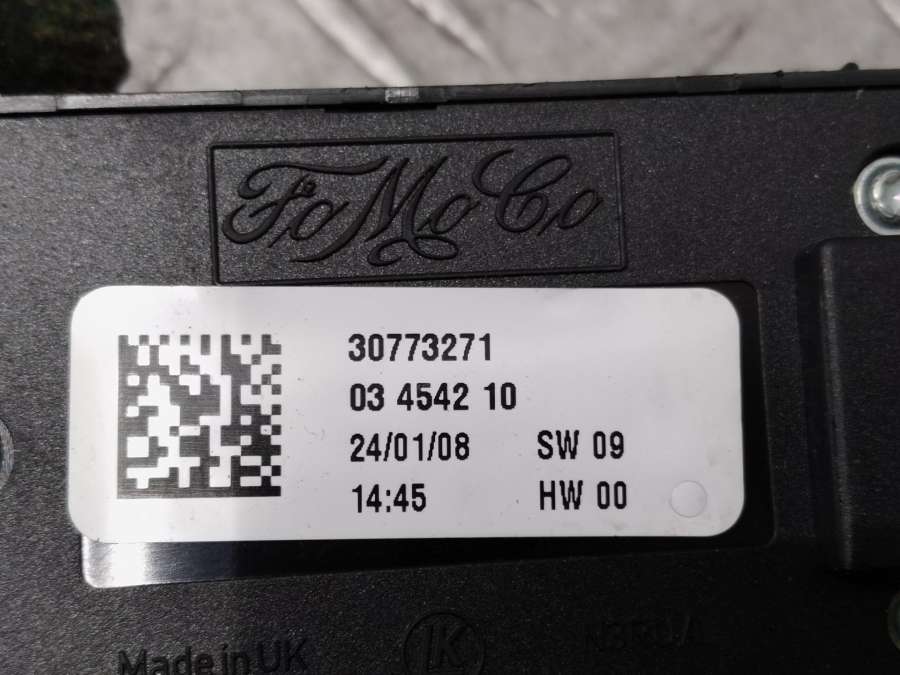 FoMoCo
30773271
03 4542 10
24/01/08 SW 09
14:45 HW 00
Made in UK